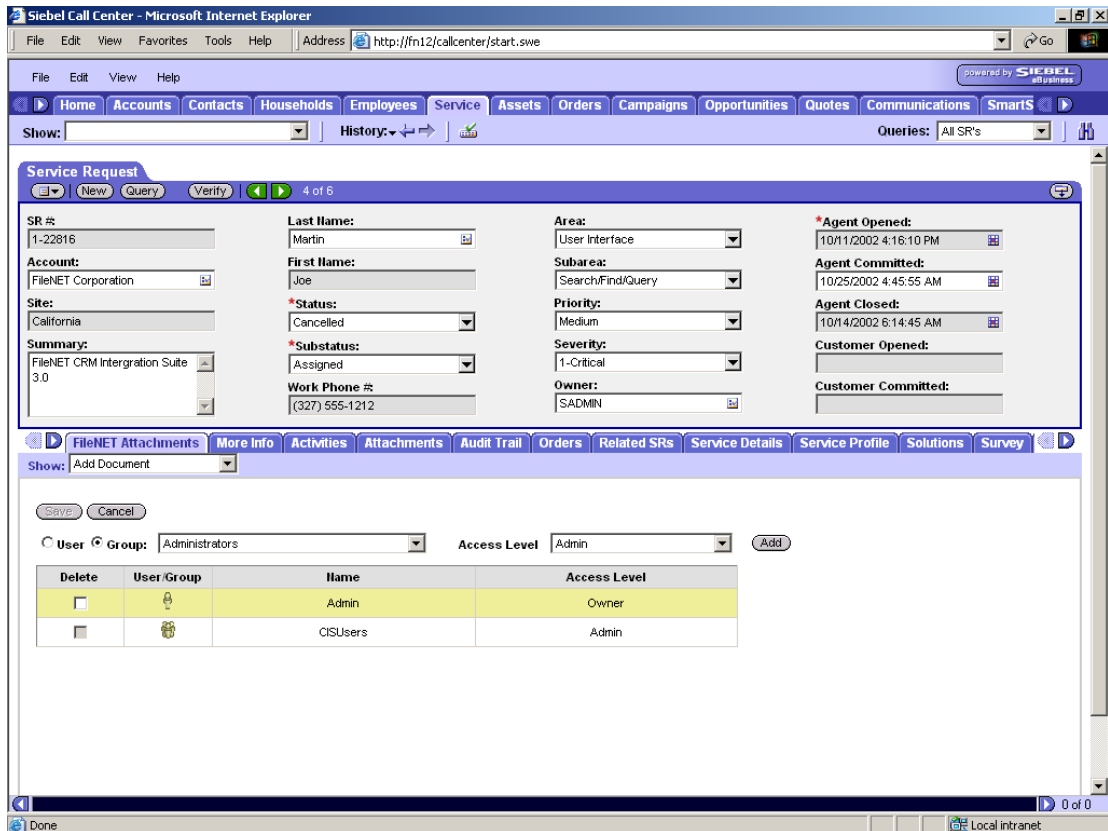 Siebel Call Center - Microsoft Internet Explorer
File Edit View Favorites Tools Help Address http://fn12/callcenter/start.swe Go
File Edit View Help powered by SIEBEL eBusiness
Home Accounts Contacts Households Employees Service Assets Orders Campaigns Opportunities Quotes Communications SmartS
Show: History: Queries: All SR's
Service Request
New Query Verify 4 of 6
SR #: Last Name: Area: *Agent Opened:
1-22816 Martin User Interface 10/11/2002 4:16:10 PM
Account: First Name: Subarea: Agent Committed:
FileNET Corporation Joe Search/Find/Query 10/25/2002 4:45:55 AM
Site: *Status: Priority: Agent Closed:
California Cancelled Medium 10/14/2002 6:14:45 AM
Summary: *Substatus: Severity: Customer Opened:
FileNET CRM Intergration Suite Assigned 1-Critical
3.0
Work Phone #: Owner: Customer Committed:
(327) 555-1212 SADMIN
FileNET Attachments More Info Activities Attachments Audit Trail Orders Related SRs Service Details Service Profile Solutions Survey
Show: Add Document
Save Cancel
User Group: Administrators Access Level Admin Add
Delete User/Group Name Access Level
Admin Owner
CISUsers Admin
0 of 0
Done Local intranet